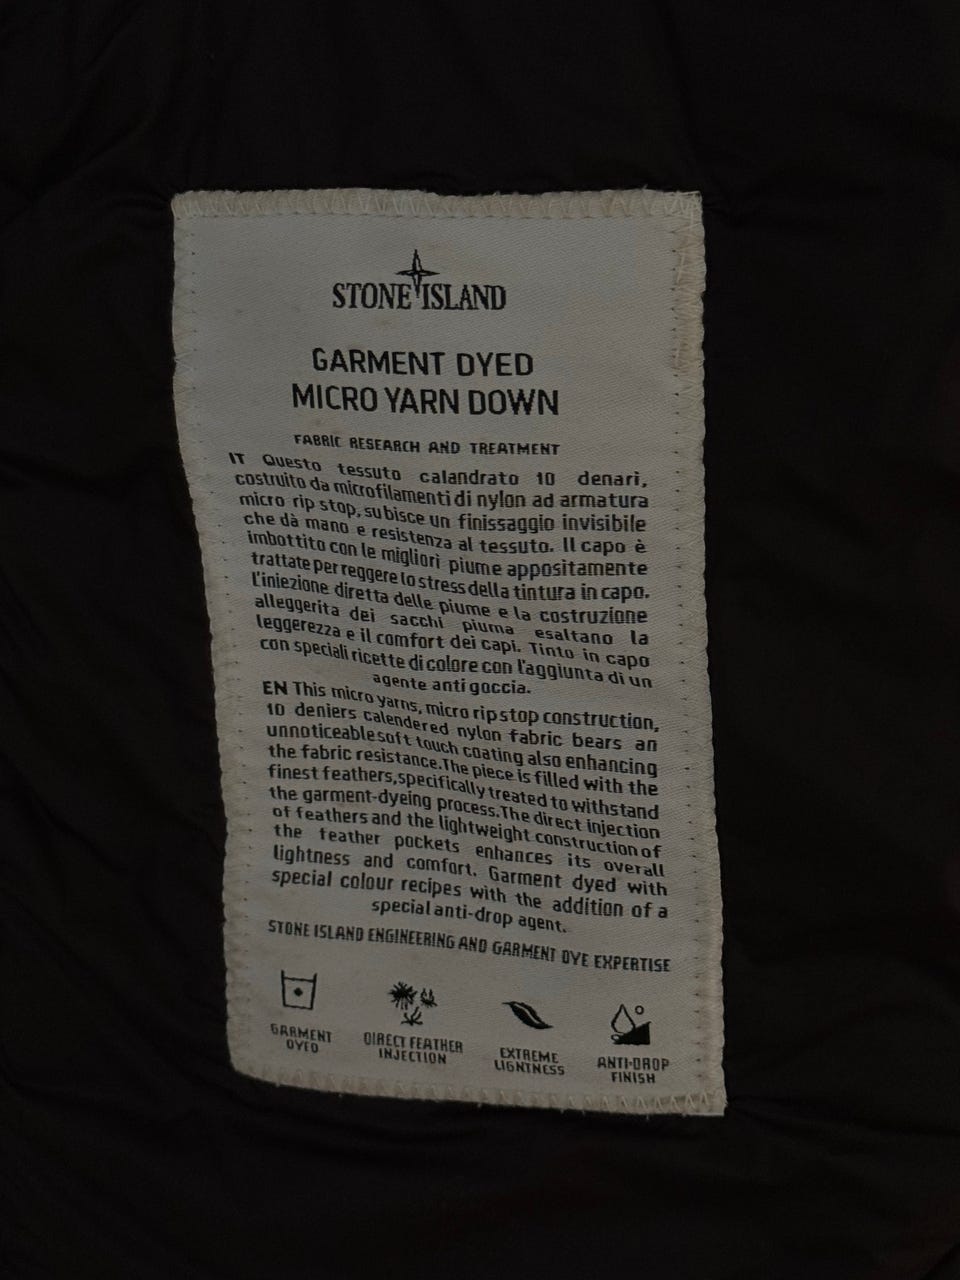 STONE ISLAND
GARMENT DYED
MICRO YARN DOWN
FABRIC RESEARCH AND TREATMENT
IT Questo tessuto calandrato 10 denari,
costruito da microfilamenti di nylon ad armatura
micro rip stop, subisce un finissaggio invisibile
che dà mano e resistenza al tessuto. Il capo è
imbottito con le migliori piume appositamente
trattate per reggere lo stress della tintura in capo.
L'iniezione diretta delle piume e la costruzione
alleggerita dei sacchi piuma esaltano la
leggerezza e il comfort dei capi. Tinto in capo
con speciali ricette di colore con l'aggiunta di un
agente anti goccia.
EN This micro yarns, micro rip stop construction,
10 deniers calendered nylon fabric bears an
unnoticeable soft touch coating also enhancing
the fabric resistance. The piece is filled with the
finest feathers, specifically treated to withstand
the garment-dyeing process. The direct injection
of feathers and the lightweight construction of
the feather pockets enhances its overall
lightness and comfort. Garment dyed with
special colour recipes with the addition of a
special anti-drop agent.
STONE ISLAND ENGINEERING AND GARMENT DYE EXPERTISE
GARMENT
DYED
DIRECT FEATHER
INJECTION
EXTREME
LIGHTNESS
ANTI-DROP
FINISH